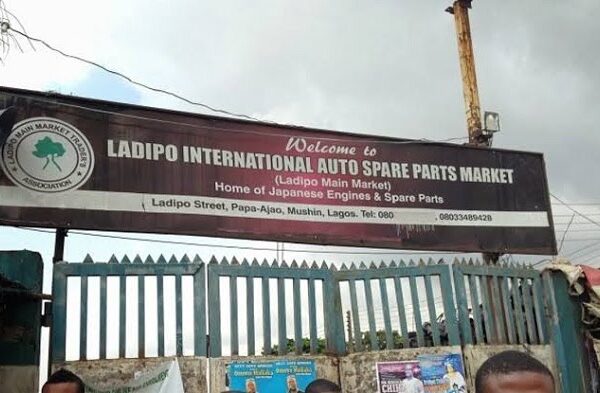 LADIPO MAIN MARKET TRADER'S
ASSOCIATION
Welcome to
LADIPO INTERNATIONAL AUTO SPARE PARTS MARKET
(Ladipo Main Market)
Home of Japanese Engines & Spare Parts
Ladipo Street, Papa-Ajao, Mushin, Lagos. Tel: 080 , 08033489428